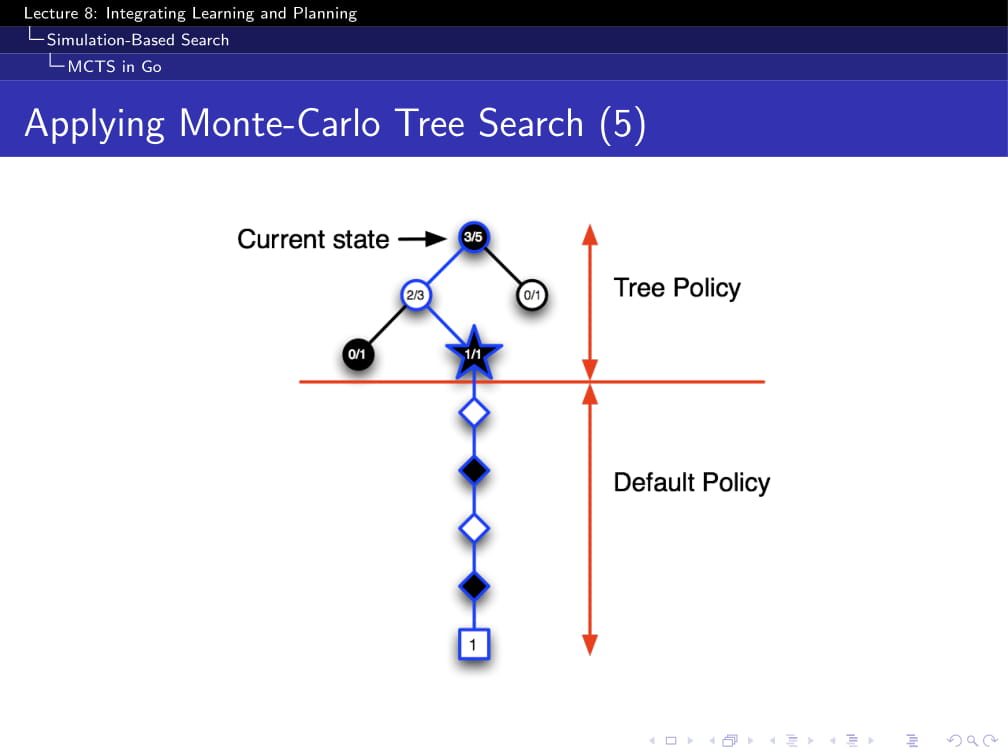 Lecture 8: Integrating Learning and Planning
Simulation-Based Search
MCTS in Go
Applying Monte-Carlo Tree Search (5)
Current state
3/5
Tree Policy
2/3
0/1
0/1
1/1
Default Policy
1